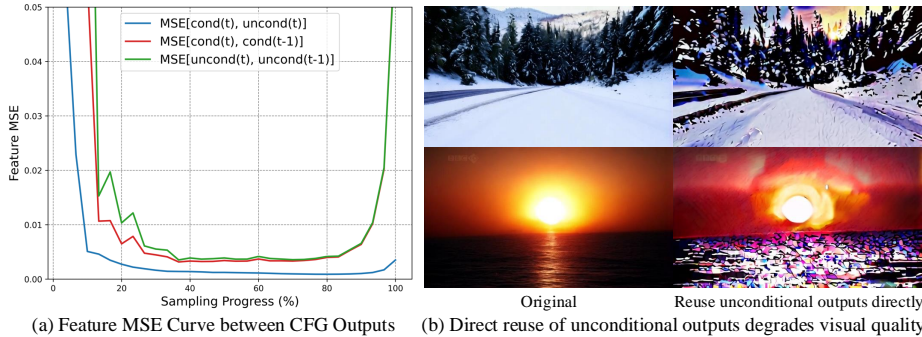 MSE[cond(t), uncond(t)]
MSE[cond(t), cond(t-1)]
MSE[uncond(t), uncond(t-1)]
Feature MSE
0.05
0.04
0.03
0.02
0.01
0.00
0 20 40 60 80 100
Sampling Progress (%)
(a) Feature MSE Curve between CFG Outputs
Original Reuse unconditional outputs directly
(b) Direct reuse of unconditional outputs degrades visual quality